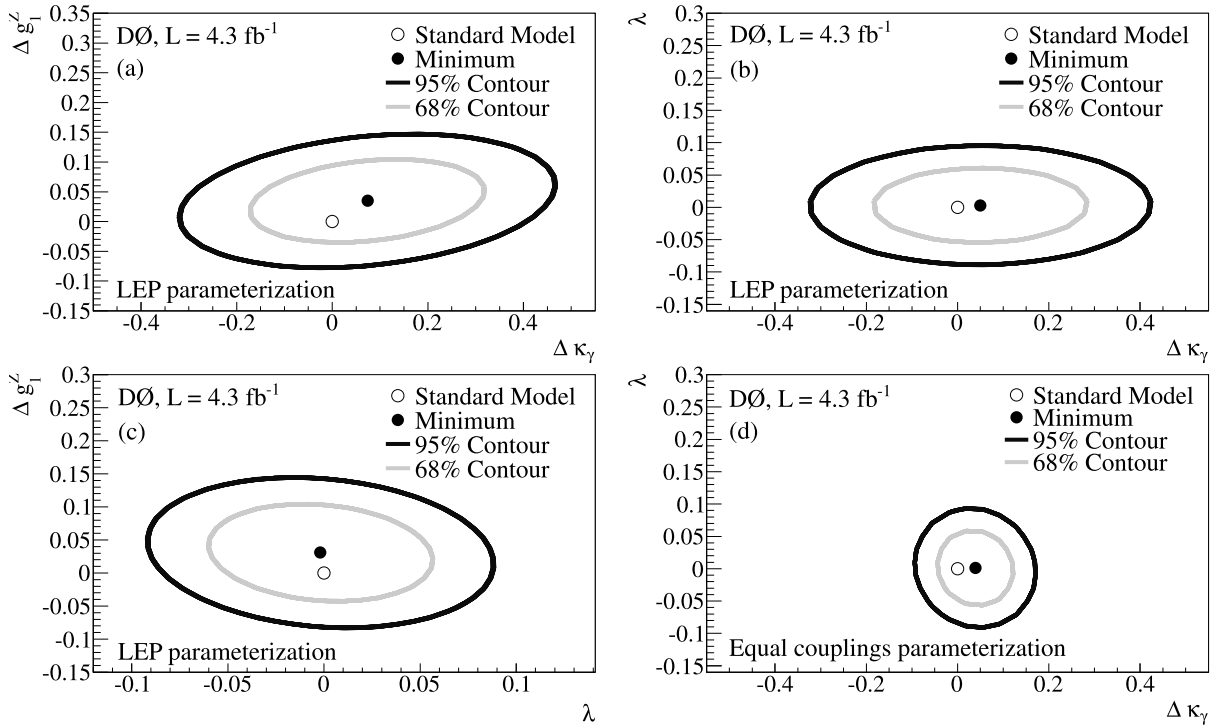 Δ g₁ᶻ
0.35
0.3
0.25
0.2
0.15
0.1
0.05
0
-0.05
-0.1
-0.15
DØ, L = 4.3 fb⁻¹
(a)
Standard Model
Minimum
95% Contour
68% Contour
LEP parameterization
-0.4 -0.2 0 0.2 0.4
Δ κᵧ
λ
0.35
0.3
0.25
0.2
0.15
0.1
0.05
0
-0.05
-0.1
-0.15
DØ, L = 4.3 fb⁻¹
(b)
Standard Model
Minimum
95% Contour
68% Contour
LEP parameterization
-0.4 -0.2 0 0.2 0.4
Δ κᵧ
Δ g₁ᶻ
0.3
0.25
0.2
0.15
0.1
0.05
0
-0.05
-0.1
-0.15
DØ, L = 4.3 fb⁻¹
(c)
Standard Model
Minimum
95% Contour
68% Contour
LEP parameterization
-0.1 -0.05 0 0.05 0.1
λ
λ
0.3
0.25
0.2
0.15
0.1
0.05
0
-0.05
-0.1
-0.15
DØ, L = 4.3 fb⁻¹
(d)
Standard Model
Minimum
95% Contour
68% Contour
Equal couplings parameterization
-0.4 -0.2 0 0.2 0.4
Δ κᵧ